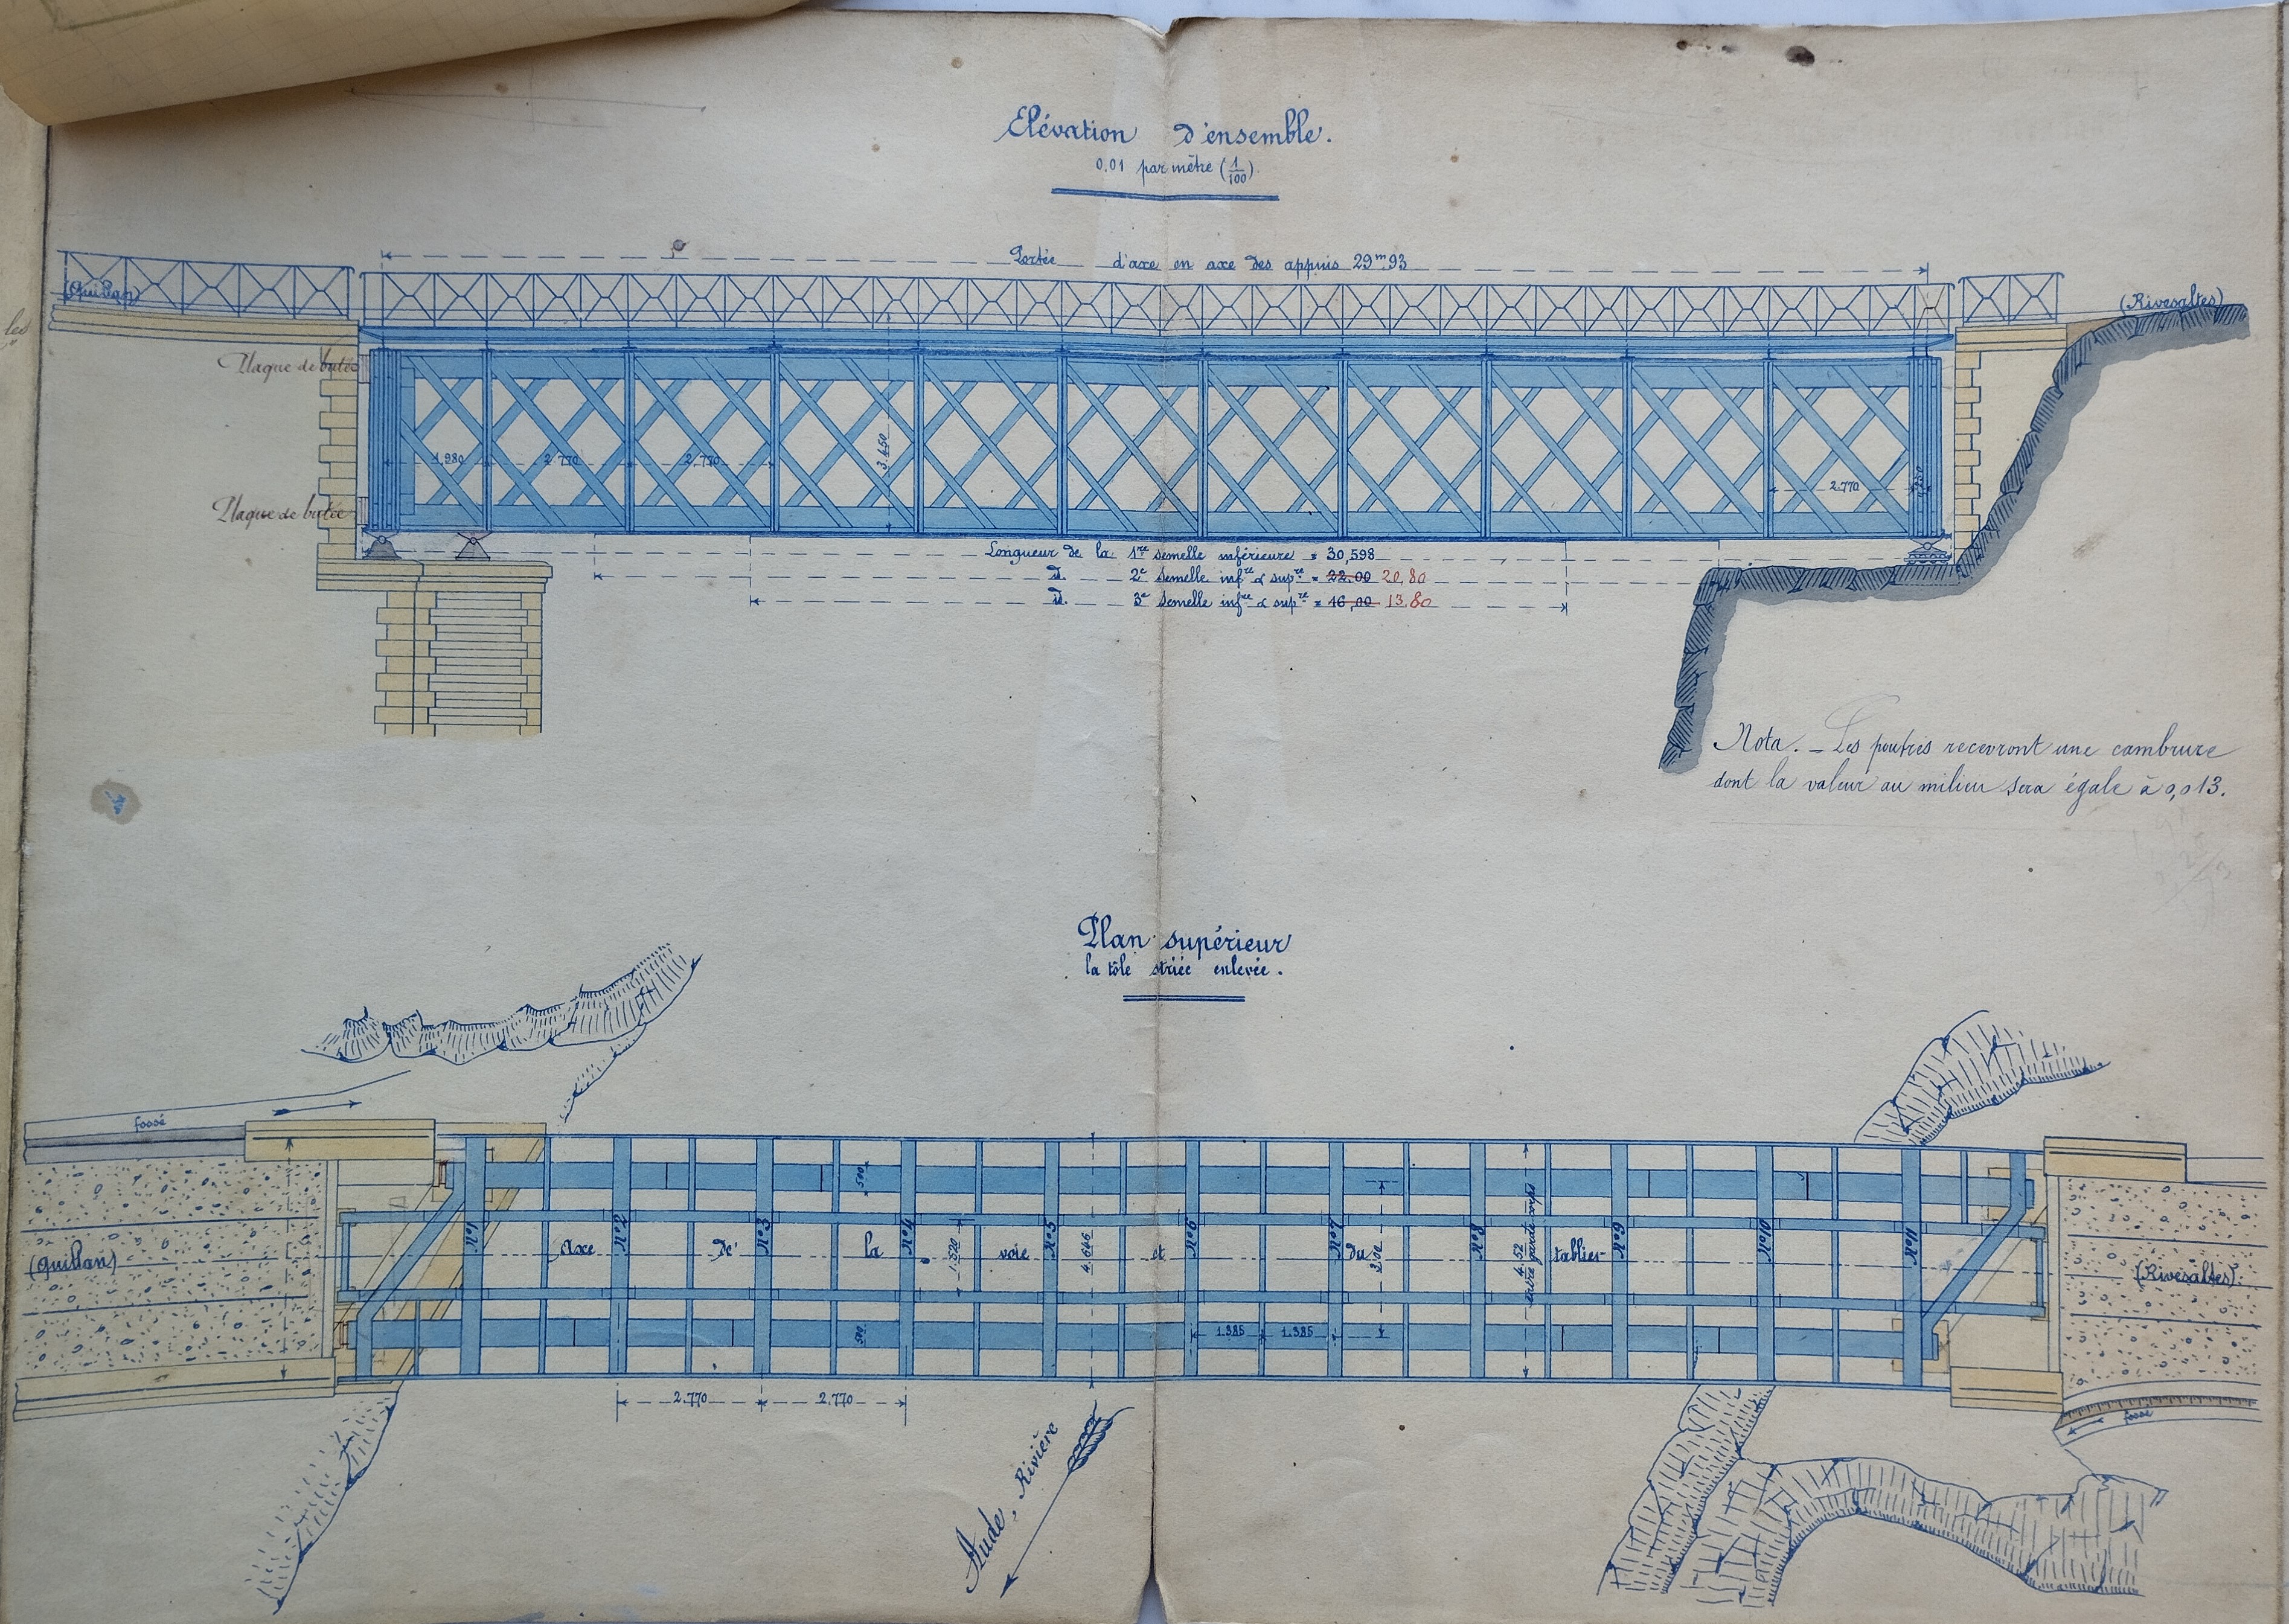 Elévation d'ensemble.
0,01 par mètre (1/100).
Portée d'axe en axe des appuis 29ᵐ93
(Quillan)
(Rivesaltes)
les
Plaque de butée
1,980 2.770 2.770
3.450
2.770
Plaque de butée
Longueur de la 1ʳᵉ semelle inférieure = 30,598
id. 2ᵉ semelle infʳᵉ & supʳᵉ = 22,00 20,80
id. 3ᵉ semelle infʳᵉ & supʳᵉ = 16,00 13,80
Nota. _ Les poutres recevront une cambrure
dont la valeur au milieu sera égale à 0,013.
Plan supérieur
la tôle striée enlevée.
fossé
500
(Quillan)
N°1 N°2 N°3 N°4 N°5 N°6 N°7 N°8 N°9 N°10 N°11
Axe de la voie et du tablier
1.520
4.646
4.52
entre garde corps
(Rivesaltes)
500
1.385 1.385
2.770 2.770
fossé
Aude, Rivière